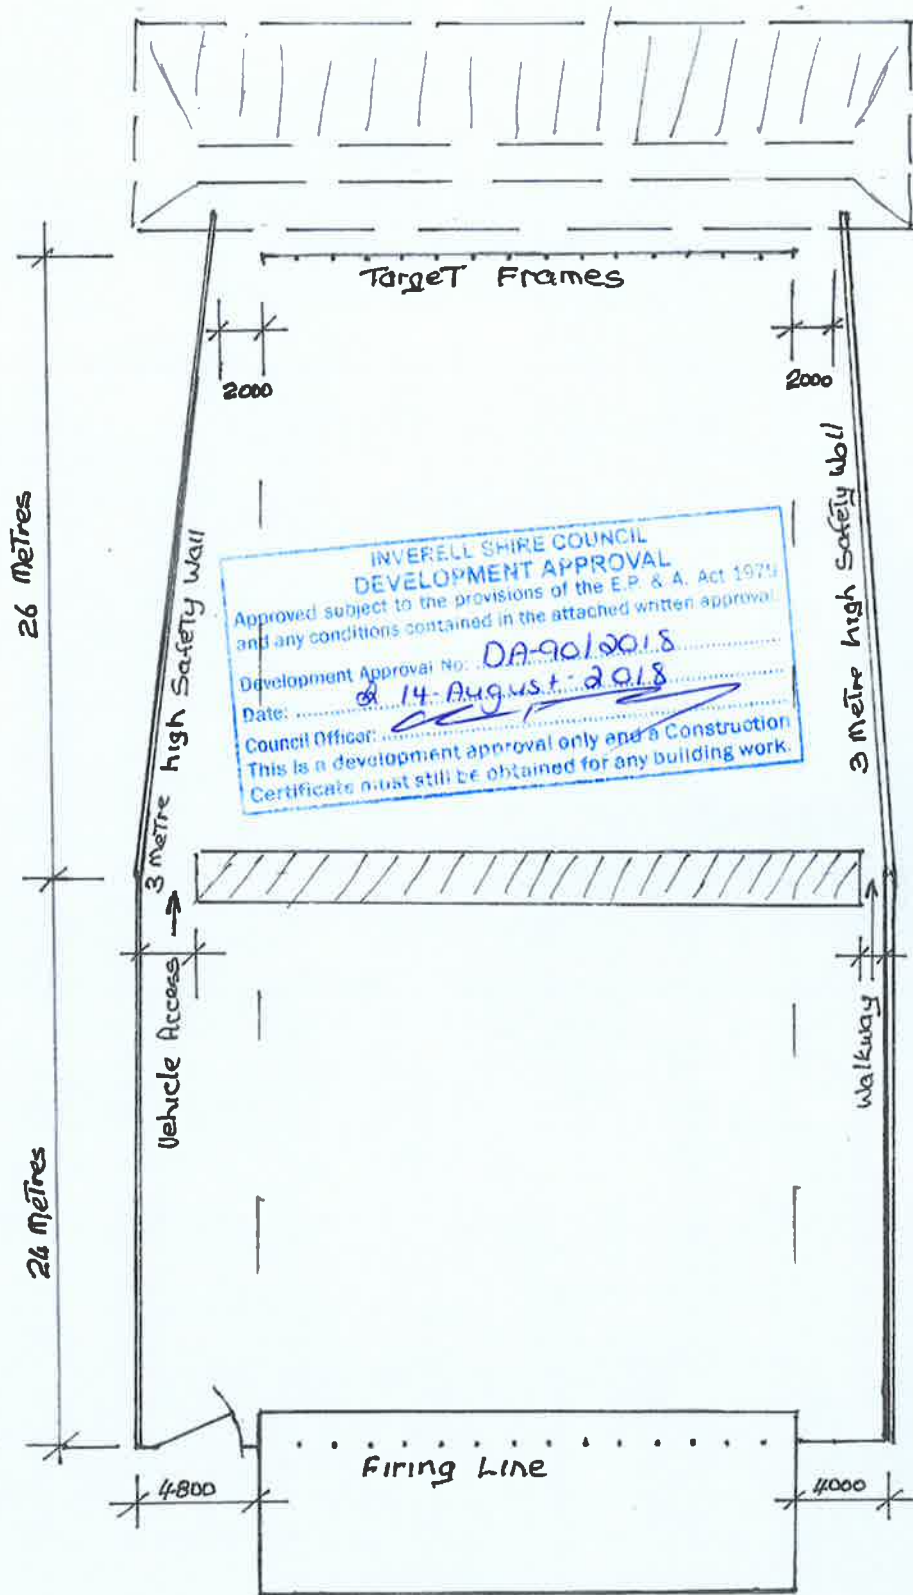 TargeT Frames
2000
2000
26 MeTres
3 MeTre high SafeTy Wall
3 Metre high Safety Wall
INVERELL SHIRE COUNCIL
DEVELOPMENT APPROVAL
Approved subject to the provisions of the E.P. & A. Act 1979
and any conditions contained in the attached written approval.
Development Approval No: DA-90/2018
Date: 14-August-2018
Council Officer:
This is a development approval only and a Construction
Certificate must still be obtained for any building work.
Vehicle Access
Walkway
24 MeTres
Firing Line
4800
4000